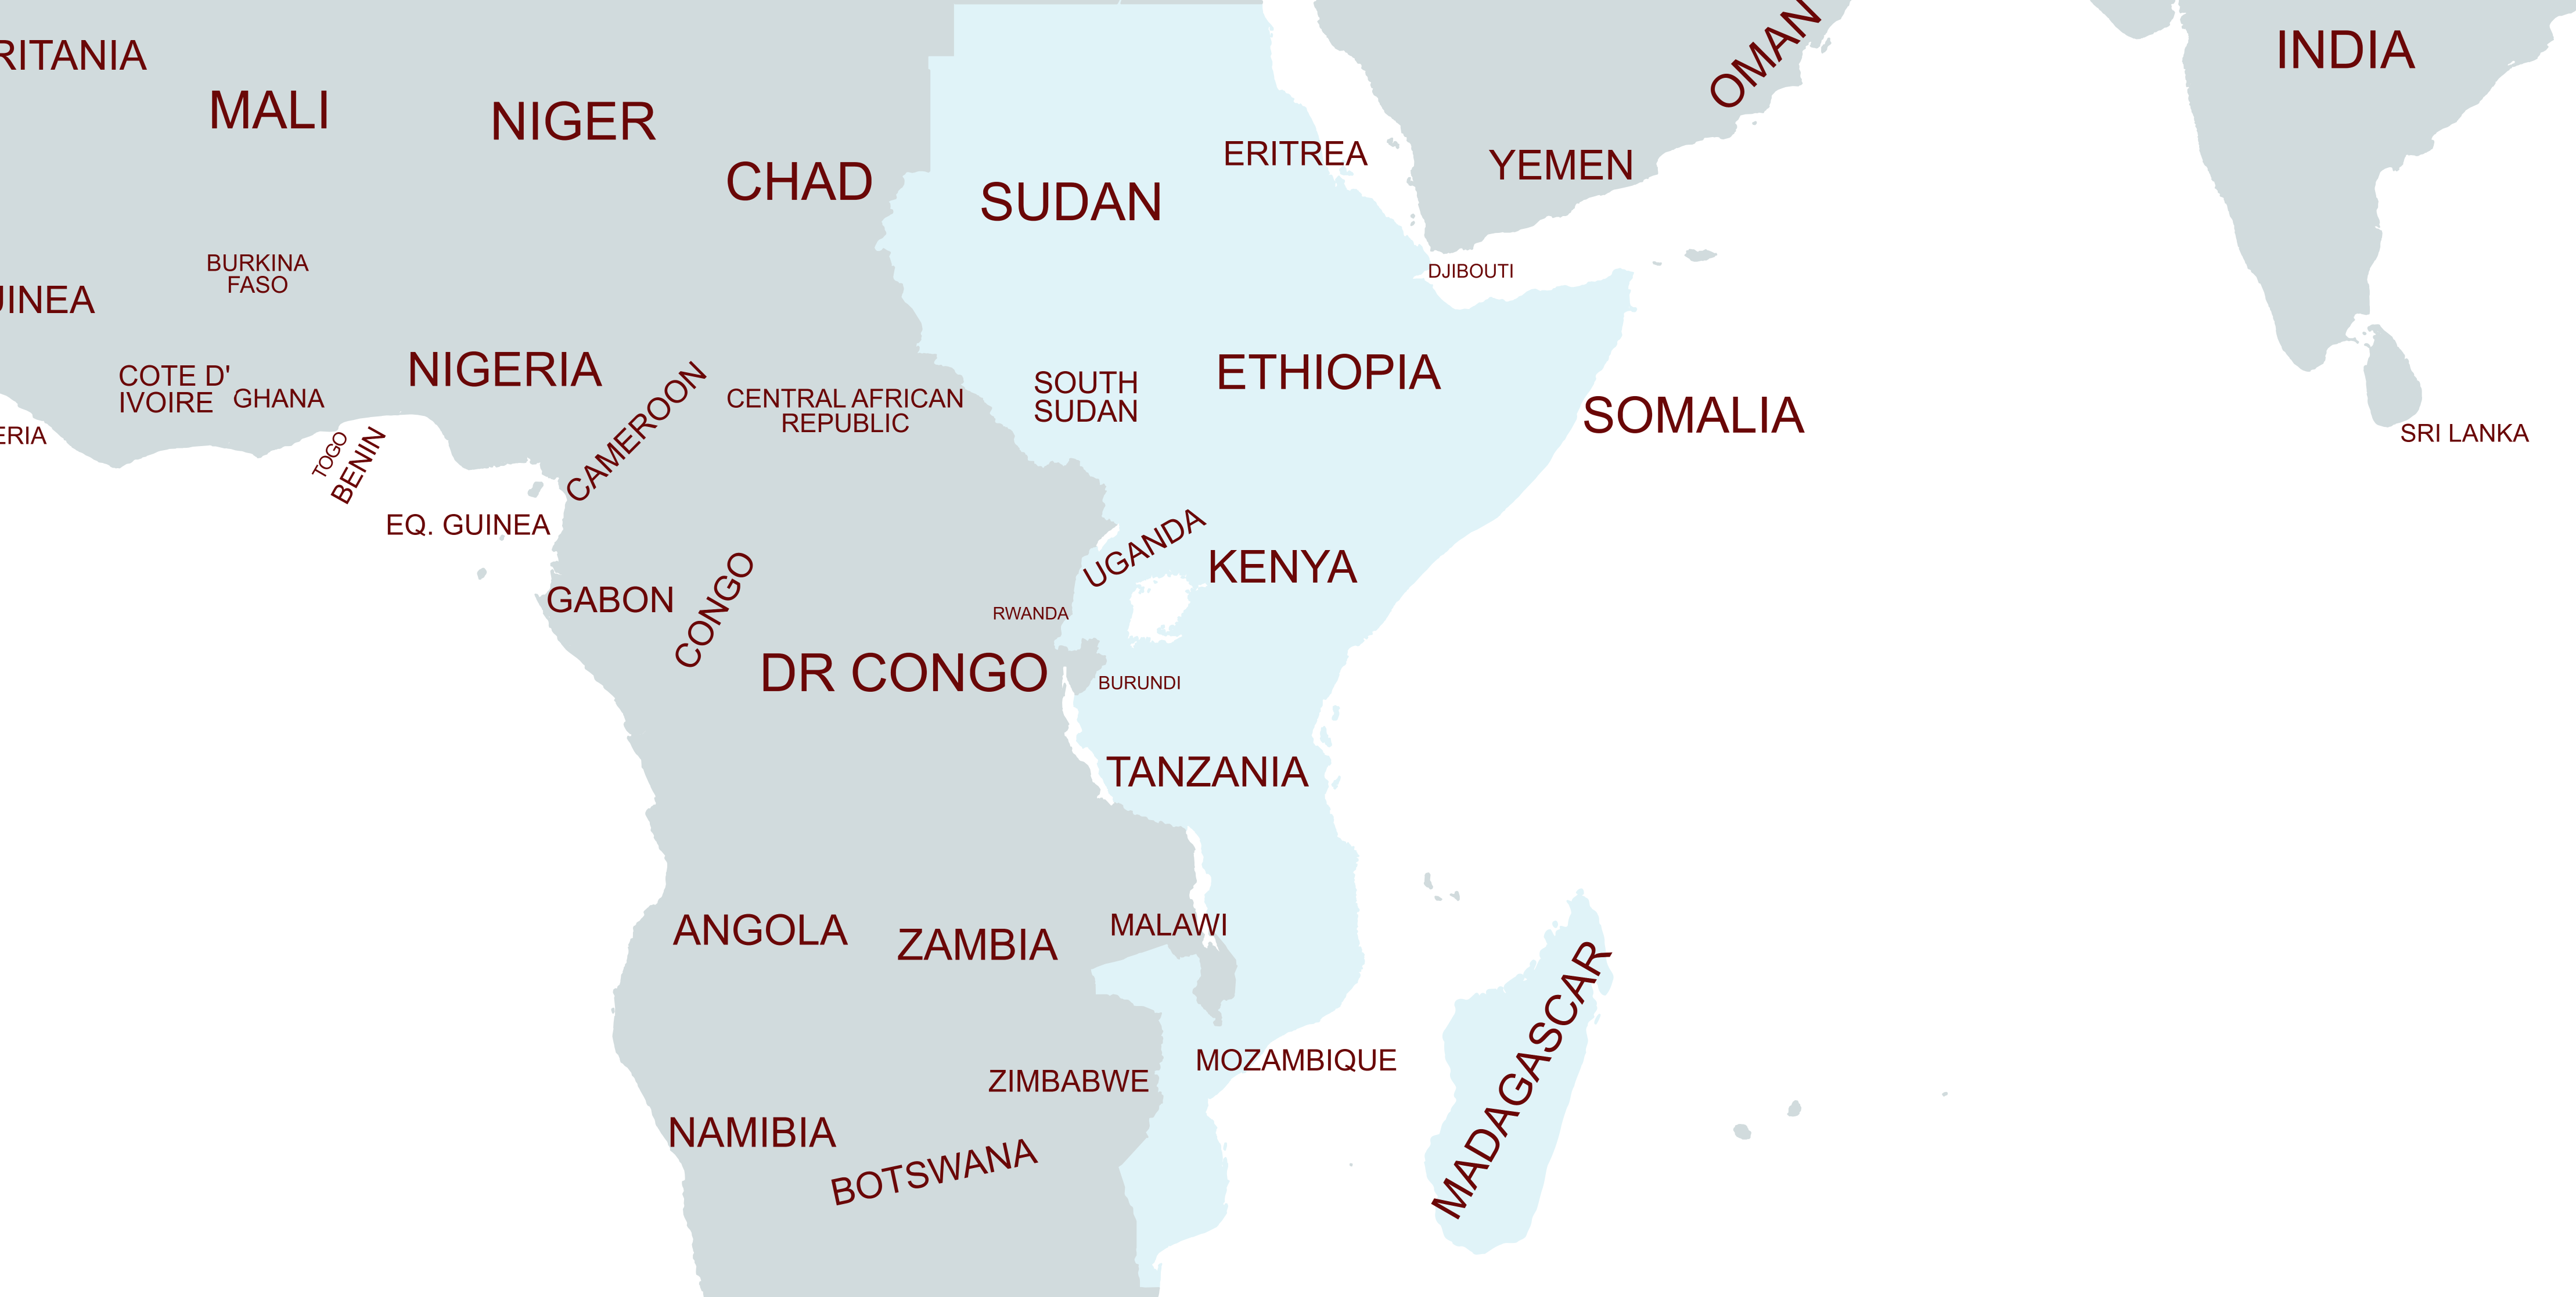 RITANIA
MALI
NIGER
CHAD
SUDAN
ERITREA
YEMEN
OMAN
INDIA
BURKINA
FASO
UINEA
DJIBOUTI
COTE D'
IVOIRE
GHANA
NIGERIA
CAMEROON
CENTRAL AFRICAN
REPUBLIC
SOUTH
SUDAN
ETHIOPIA
SOMALIA
SRI LANKA
ERIA
TOGO
BENIN
EQ. GUINEA
UGANDA
KENYA
GABON
CONGO
RWANDA
DR CONGO
BURUNDI
TANZANIA
ANGOLA
ZAMBIA
MALAWI
MOZAMBIQUE
MADAGASCAR
ZIMBABWE
NAMIBIA
BOTSWANA